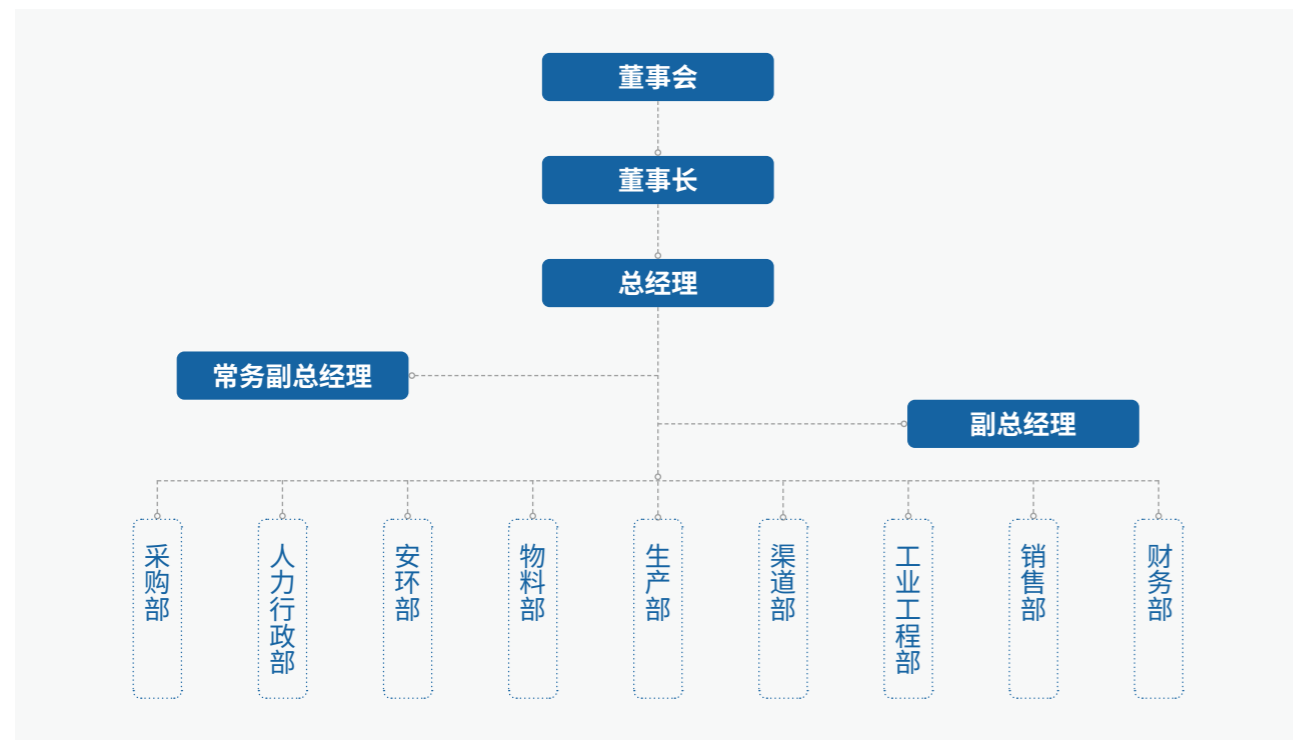 董事会
董事长
总经理
常务副总经理
副总经理
采购部
人力行政部
安环部
物料部
生产部
渠道部
工业工程部
销售部
财务部